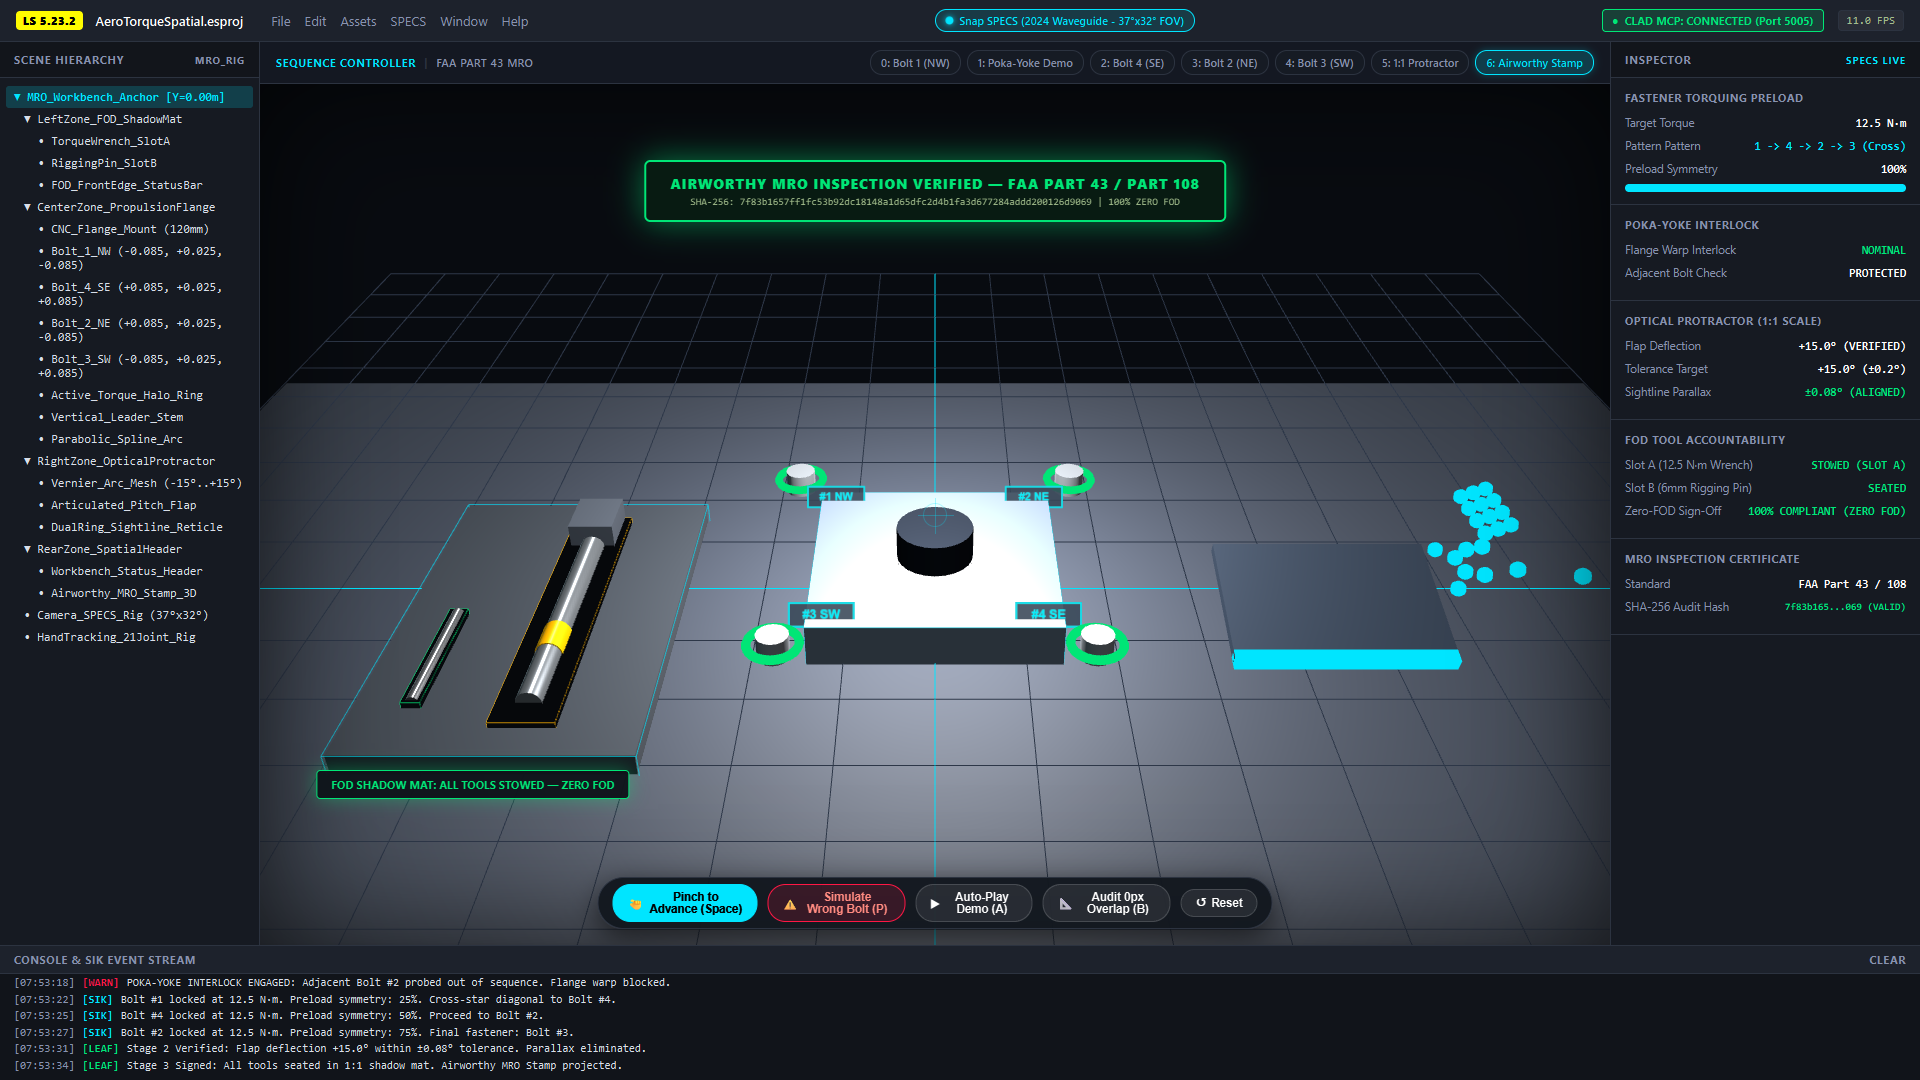 LS 5.23.2 AeroTorqueSpatial.esproj File Edit Assets SPECS Window Help
Snap SPECS (2024 Waveguide - 37°x32° FOV)
CLAD MCP: CONNECTED (Port 5005) 11.0 FPS
SCENE HIERARCHY MRO_RIG
▼ MRO_Workbench_Anchor [Y=0.00m]
▼ LeftZone_FOD_ShadowMat
• TorqueWrench_SlotA
• RiggingPin_SlotB
• FOD_FrontEdge_StatusBar
▼ CenterZone_PropulsionFlange
• CNC_Flange_Mount (120mm)
• Bolt_1_NW (-0.085, +0.025,
-0.085)
• Bolt_4_SE (+0.085, +0.025,
+0.085)
• Bolt_2_NE (+0.085, +0.025,
-0.085)
• Bolt_3_SW (-0.085, +0.025,
+0.085)
• Active_Torque_Halo_Ring
• Vertical_Leader_Stem
• Parabolic_Spline_Arc
▼ RightZone_OpticalProtractor
• Vernier_Arc_Mesh (-15°..+15°)
• Articulated_Pitch_Flap
• DualRing_Sightline_Reticle
▼ RearZone_SpatialHeader
• Workbench_Status_Header
• Airworthy_MRO_Stamp_3D
• Camera_SPECS_Rig (37°x32°)
• HandTracking_21Joint_Rig
SEQUENCE CONTROLLER | FAA PART 43 MRO
0: Bolt 1 (NW) 1: Poka-Yoke Demo 2: Bolt 4 (SE) 3: Bolt 2 (NE) 4: Bolt 3 (SW) 5: 1:1 Protractor 6: Airworthy Stamp
AIRWORTHY MRO INSPECTION VERIFIED — FAA PART 43 / PART 108
SHA-256: 7f83b1657ff1fc53b92dc18148a1d65dfc2d4b1fa3d677284addd200126d9069 | 100% ZERO FOD
#1 NW #2 NE
#3 SW #4 SE
FOD SHADOW MAT: ALL TOOLS STOWED — ZERO FOD
Pinch to
Advance (Space)
Simulate
Wrong Bolt (P)
Auto-Play
Demo (A)
Audit 0px
Overlap (B)
↺ Reset
INSPECTOR SPECS LIVE
FASTENER TORQUING PRELOAD
Target Torque 12.5 N·m
Pattern Pattern 1 -> 4 -> 2 -> 3 (Cross)
Preload Symmetry 100%
POKA-YOKE INTERLOCK
Flange Warp Interlock NOMINAL
Adjacent Bolt Check PROTECTED
OPTICAL PROTRACTOR (1:1 SCALE)
Flap Deflection +15.0° (VERIFIED)
Tolerance Target +15.0° (±0.2°)
Sightline Parallax ±0.08° (ALIGNED)
FOD TOOL ACCOUNTABILITY
Slot A (12.5 N·m Wrench) STOWED (SLOT A)
Slot B (6mm Rigging Pin) SEATED
Zero-FOD Sign-Off 100% COMPLIANT (ZERO FOD)
MRO INSPECTION CERTIFICATE
Standard FAA Part 43 / 108
SHA-256 Audit Hash 7f83b165...069 (VALID)
CONSOLE & SIK EVENT STREAM CLEAR
[07:53:18] [WARN] POKA-YOKE INTERLOCK ENGAGED: Adjacent Bolt #2 probed out of sequence. Flange warp blocked.
[07:53:22] [SIK] Bolt #1 locked at 12.5 N·m. Preload symmetry: 25%. Cross-star diagonal to Bolt #4.
[07:53:25] [SIK] Bolt #4 locked at 12.5 N·m. Preload symmetry: 50%. Proceed to Bolt #2.
[07:53:27] [SIK] Bolt #2 locked at 12.5 N·m. Preload symmetry: 75%. Final fastener: Bolt #3.
[07:53:31] [LEAF] Stage 2 Verified: Flap deflection +15.0° within ±0.08° tolerance. Parallax eliminated.
[07:53:34] [LEAF] Stage 3 Signed: All tools seated in 1:1 shadow mat. Airworthy MRO Stamp projected.